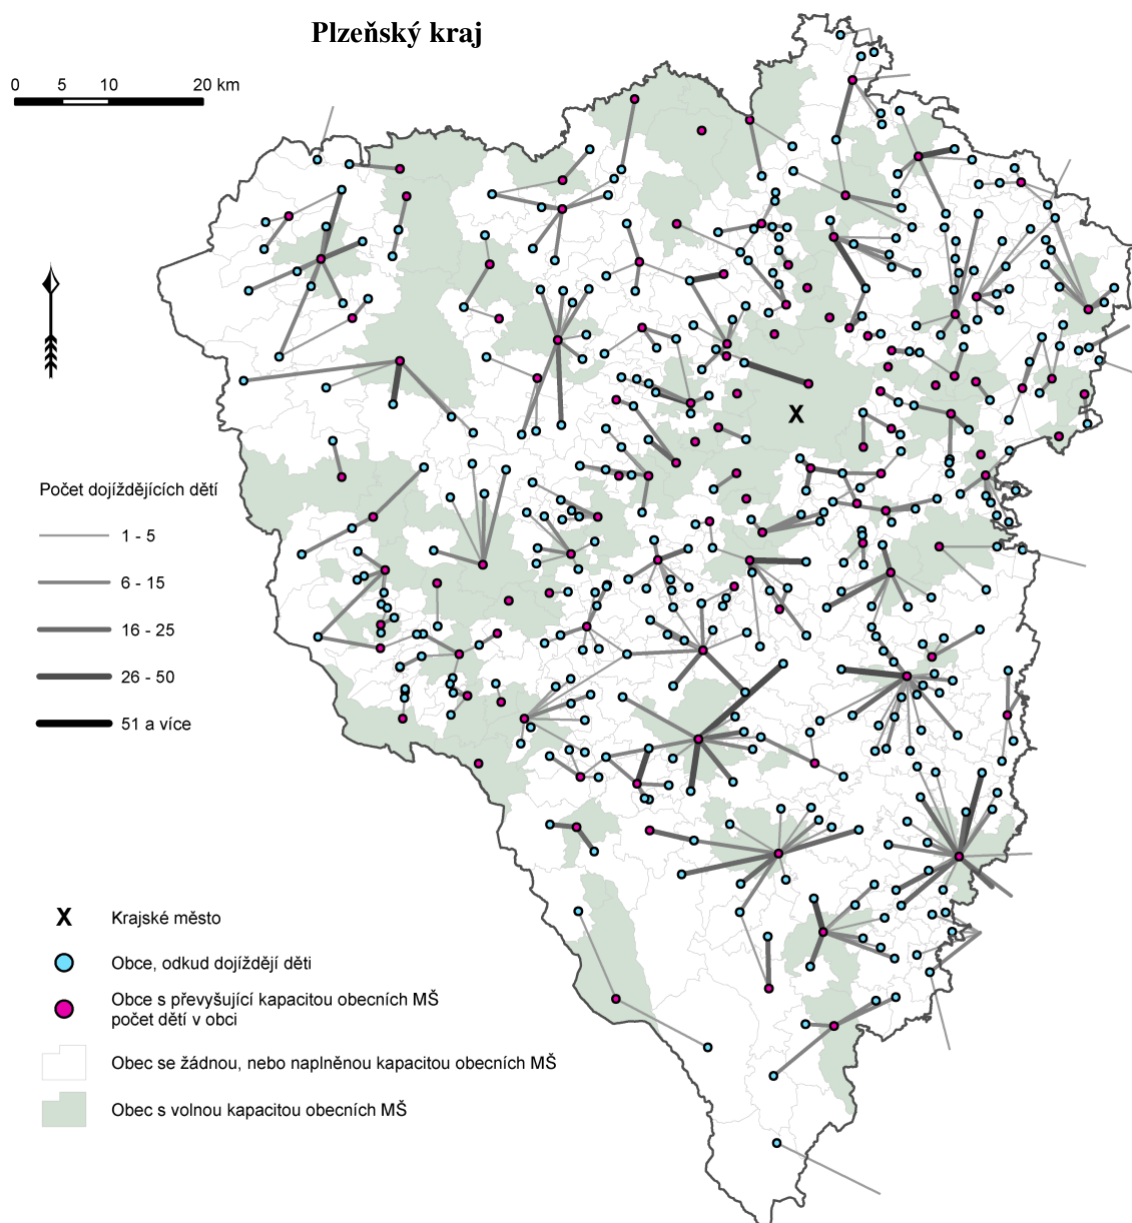 Plzeňský kraj
0 5 10 20 km
X
Počet dojíždějících dětí
1 - 5
6 - 15
16 - 25
26 - 50
51 a více
X Krajské město
Obce, odkud dojíždějí děti
Obce s převyšující kapacitou obecních MŠ
počet dětí v obci
Obec se žádnou, nebo naplněnou kapacitou obecních MŠ
Obec s volnou kapacitou obecních MŠ